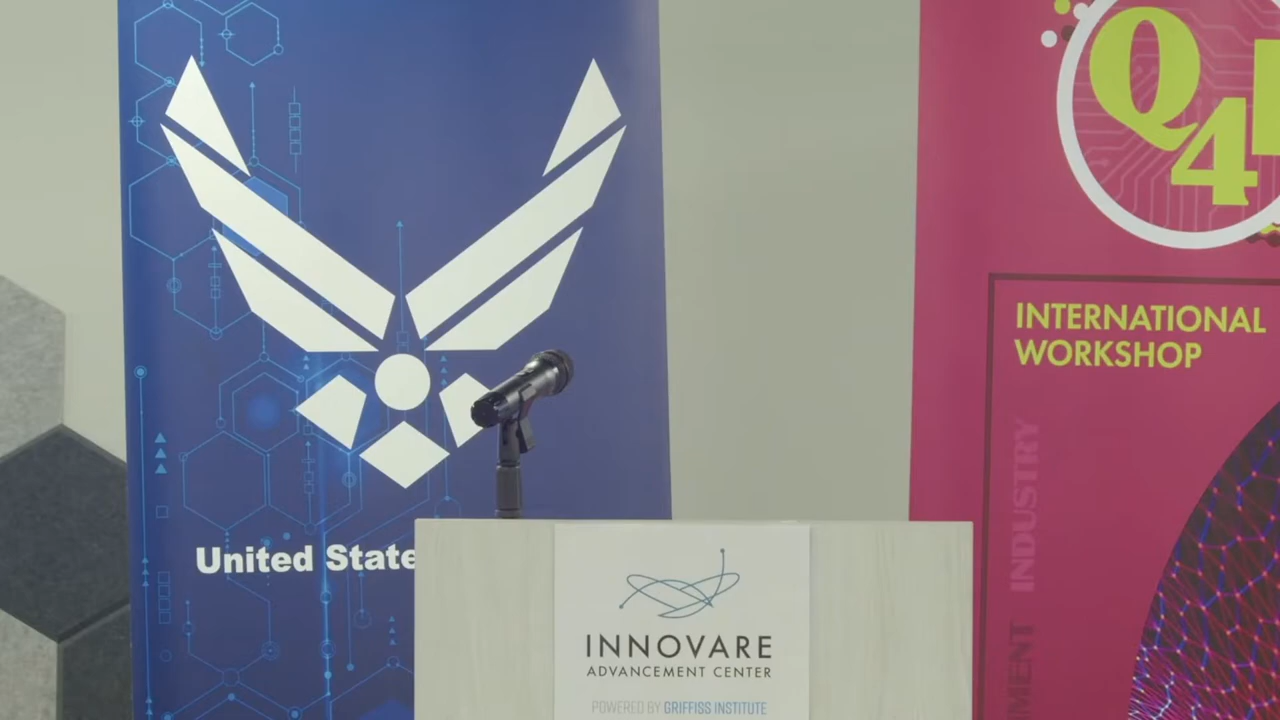 United State
INNOVARE
ADVANCEMENT CENTER
POWERED BY GRIFFISS INSTITUTE
Q4
INTERNATIONAL
WORKSHOP
INDUSTRY